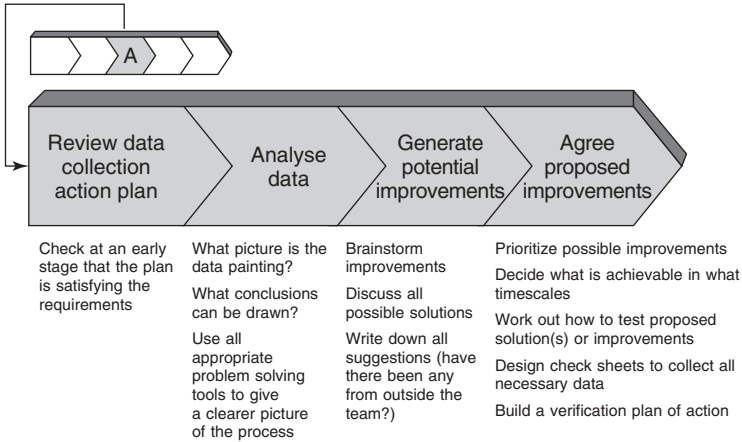 A
Review data
collection
action plan
Analyse
data
Generate
potential
improvements
Agree
proposed
improvements
Check at an early
stage that the plan
is satisfying the
requirements
What picture is the
data painting?
What conclusions
can be drawn?
Use all
appropriate
problem solving
tools to give
a clearer picture
of the process
Brainstorm
improvements
Discuss all
possible solutions
Write down all
suggestions (have
there been any
from outside the
team?)
Prioritize possible improvements
Decide what is achievable in what
timescales
Work out how to test proposed
solution(s) or improvements
Design check sheets to collect all
necessary data
Build a verification plan of action